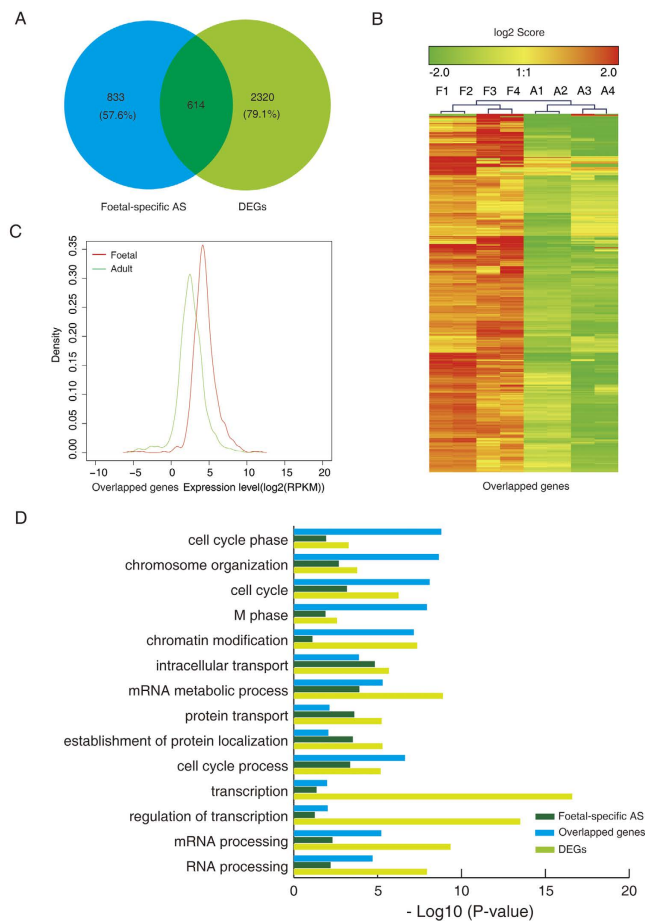 A
833
(57.6%)
614
2320
(79.1%)
Foetal-specific AS
DEGs
B
log2 Score
-2.0
1:1
2.0
F1 F2 F3 F4 A1 A2 A3 A4
Overlapped genes
C
Foetal
Adult
Density
0.35
0.30
0.25
0.20
0.15
0.10
0.05
0.00
−10 −5 0 5 10 15 20
Overlapped genes Expression level(log2(RPKM))
D
cell cycle phase
chromosome organization
cell cycle
M phase
chromatin modification
intracellular transport
mRNA metabolic process
protein transport
establishment of protein localization
cell cycle process
transcription
regulation of transcription
mRNA processing
RNA processing
Foetal-specific AS
Overlapped genes
DEGs
0 5 10 15 20
- Log10 (P-value)